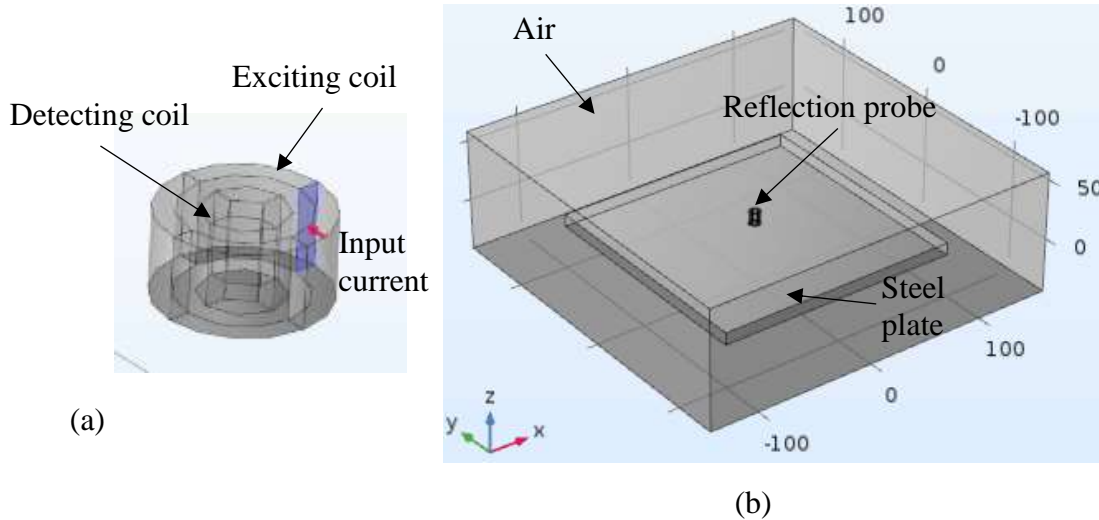 Exciting coil
Detecting coil
Input
current
(a)
Air
Reflection probe
Steel
plate
100
0
-100
50
0
100
0
-100
z
y
x
(b)